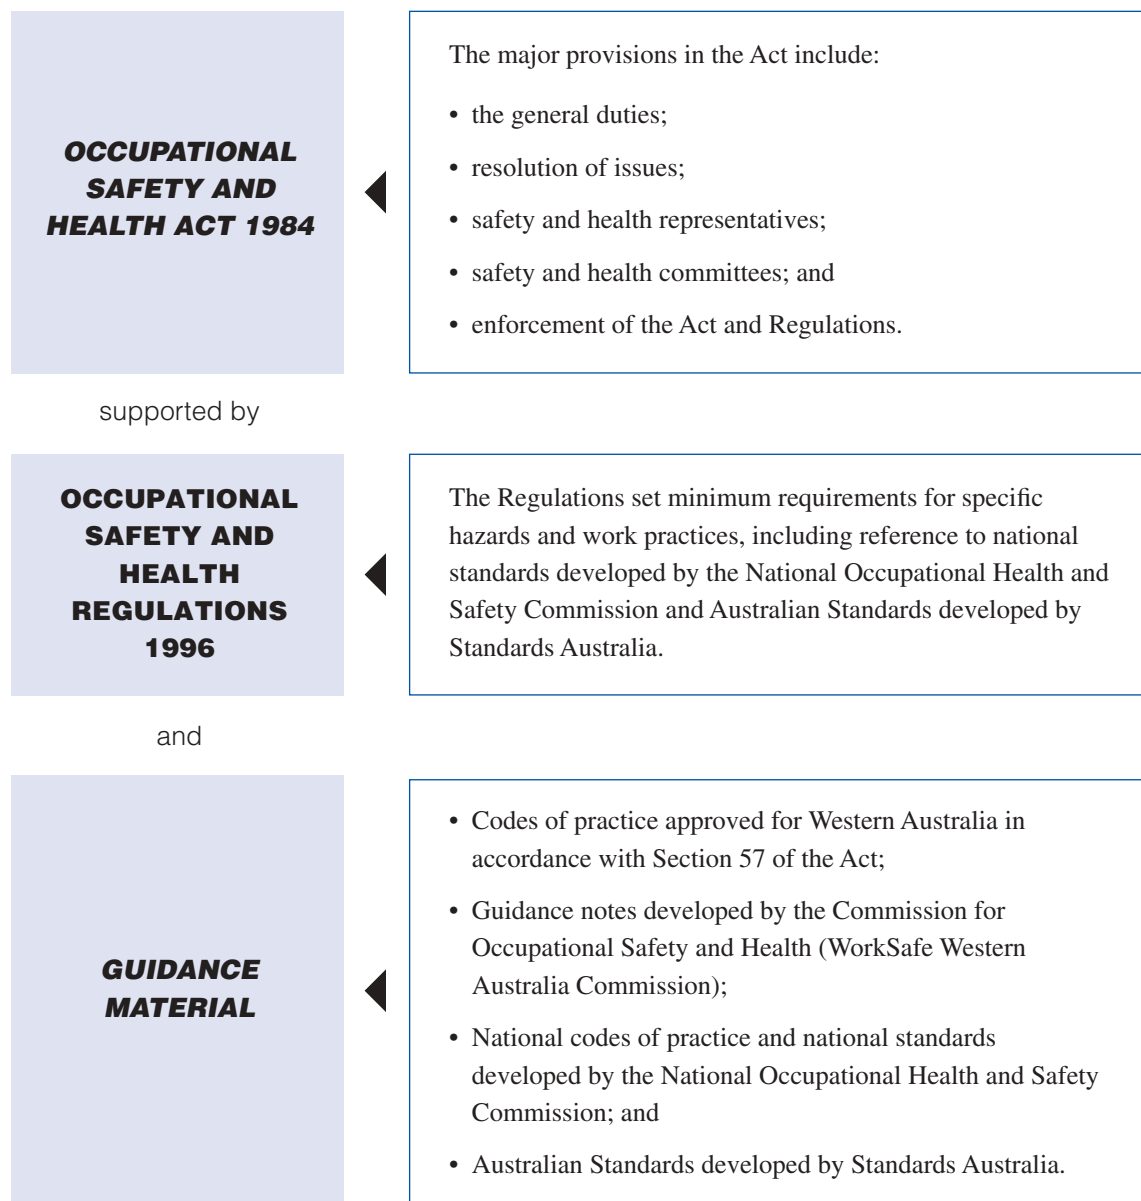 OCCUPATIONAL
SAFETY AND
HEALTH ACT 1984
The major provisions in the Act include:
• the general duties;
• resolution of issues;
• safety and health representatives;
• safety and health committees; and
• enforcement of the Act and Regulations.
supported by
OCCUPATIONAL
SAFETY AND
HEALTH
REGULATIONS
1996
The Regulations set minimum requirements for specific
hazards and work practices, including reference to national
standards developed by the National Occupational Health and
Safety Commission and Australian Standards developed by
Standards Australia.
and
GUIDANCE
MATERIAL
• Codes of practice approved for Western Australia in
accordance with Section 57 of the Act;
• Guidance notes developed by the Commission for
Occupational Safety and Health (WorkSafe Western
Australia Commission);
• National codes of practice and national standards
developed by the National Occupational Health and Safety
Commission; and
• Australian Standards developed by Standards Australia.